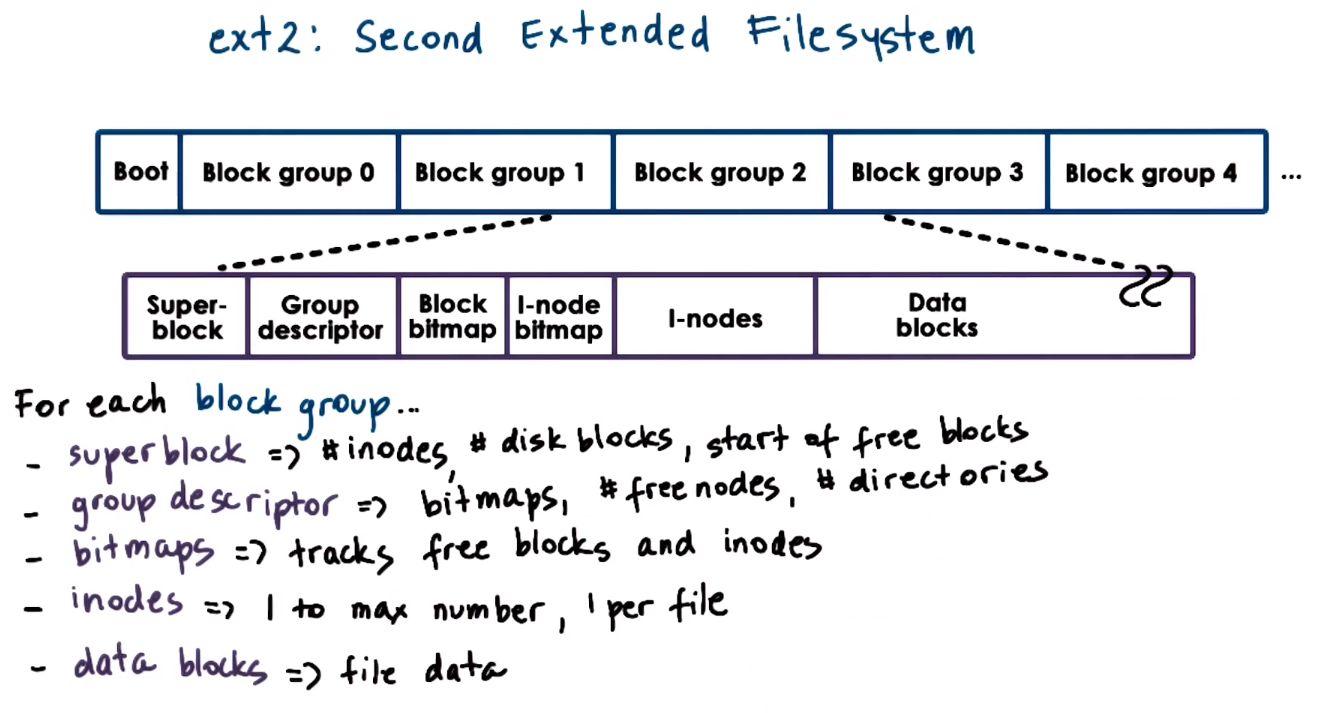 ext2: Second Extended Filesystem
Boot
Block group 0
Block group 1
Block group 2
Block group 3
Block group 4
...
Super-
block
Group
descriptor
Block
bitmap
I-node
bitmap
I-nodes
Data
blocks
For each block group...
- superblock => # inodes, # disk blocks, start of free blocks
- group descriptor => bitmaps, # free nodes, # directories
- bitmaps => tracks free blocks and inodes
- inodes => 1 to max number, 1 per file
- data blocks => file data